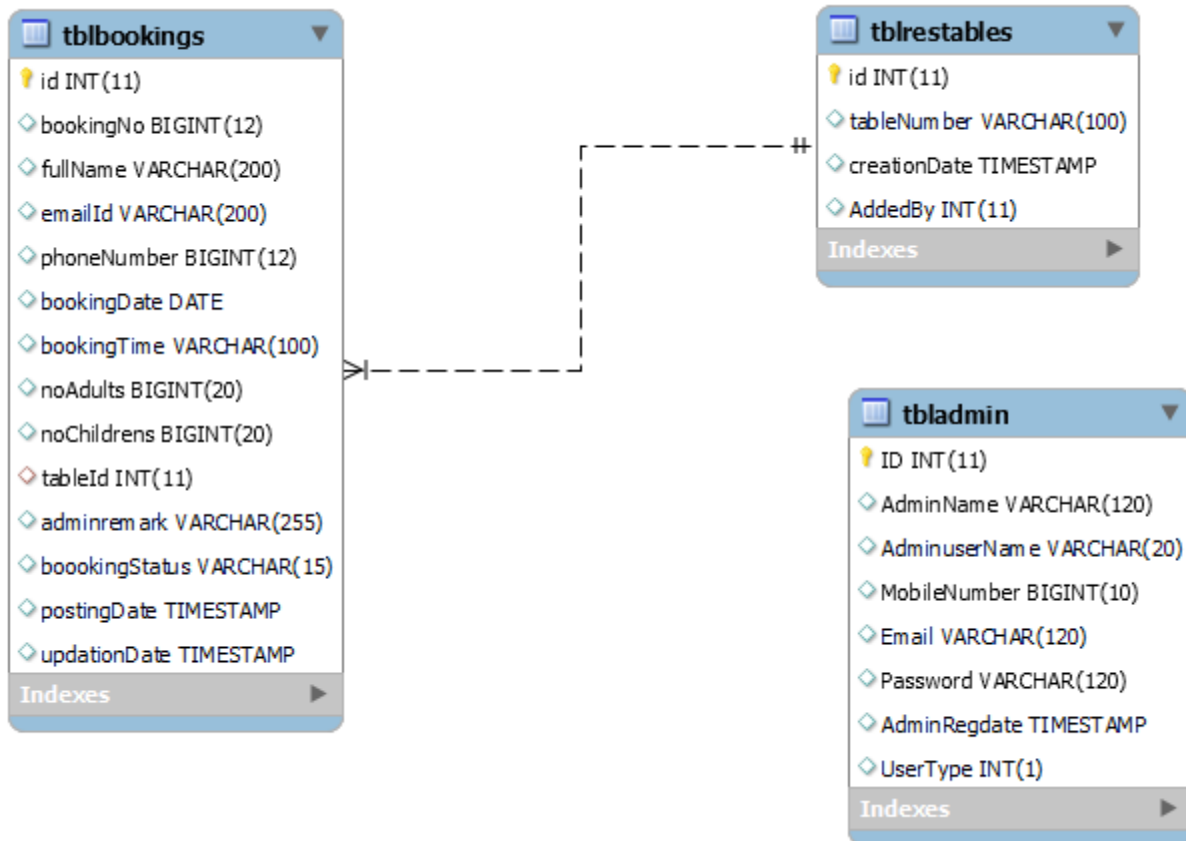 tblbookings
id INT(11)
bookingNo BIGINT(12)
fullName VARCHAR(200)
emailId VARCHAR(200)
phoneNumber BIGINT(12)
bookingDate DATE
bookingTime VARCHAR(100)
noAdults BIGINT(20)
noChildrens BIGINT(20)
tableId INT(11)
adminremark VARCHAR(255)
boookingStatus VARCHAR(15)
postingDate TIMESTAMP
updationDate TIMESTAMP
Indexes
tblrestables
id INT(11)
tableNumber VARCHAR(100)
creationDate TIMESTAMP
AddedBy INT(11)
Indexes
tbladmin
ID INT(11)
AdminName VARCHAR(120)
AdminuserName VARCHAR(20)
MobileNumber BIGINT(10)
Email VARCHAR(120)
Password VARCHAR(120)
AdminRegdate TIMESTAMP
UserType INT(1)
Indexes